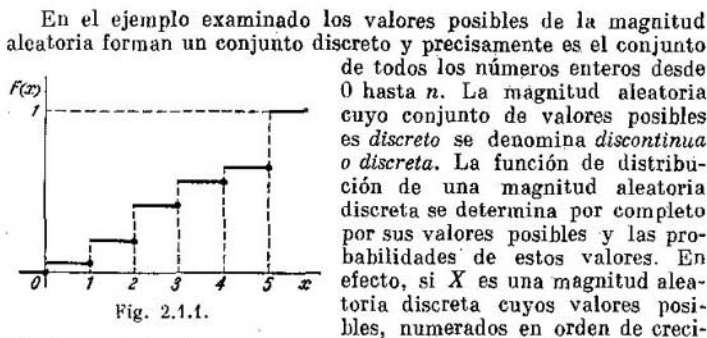 En el ejemplo examinado los valores posibles de la magnitud
aleatoria forman un conjunto discreto y precisamente es el conjunto
de todos los números enteros desde
0 hasta n. La magnitud aleatoria
cuyo conjunto de valores posibles
es discreto se denomina discontinua
o discreta. La función de distribu-
ción de una magnitud aleatoria
discreta se determina por completo
por sus valores posibles y las pro-
babilidades de estos valores. En
efecto, si X es una magnitud alea-
toria discreta cuyos valores posi-
bles, numerados en orden de creci-
F(x)
1
0 1 2 3 4 5 x
Fig. 2.1.1.